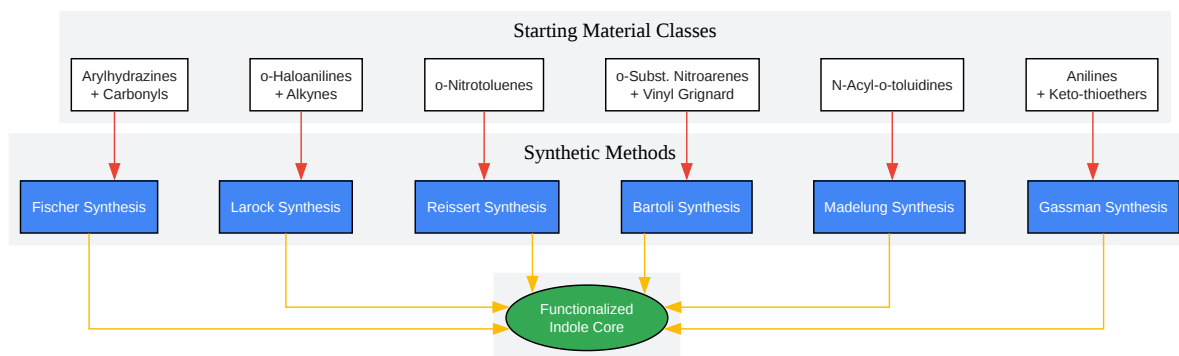 Starting Material Classes
Arylhydrazines
+ Carbonyls
o-Haloanilines
+ Alkynes
o-Nitrotoluenes
o-Subst. Nitroarenes
+ Vinyl Grignard
N-Acyl-o-toluidines
Anilines
+ Keto-thioethers
Synthetic Methods
Fischer Synthesis
Larock Synthesis
Reissert Synthesis
Bartoli Synthesis
Madelung Synthesis
Gassman Synthesis
Functionalized
Indole Core